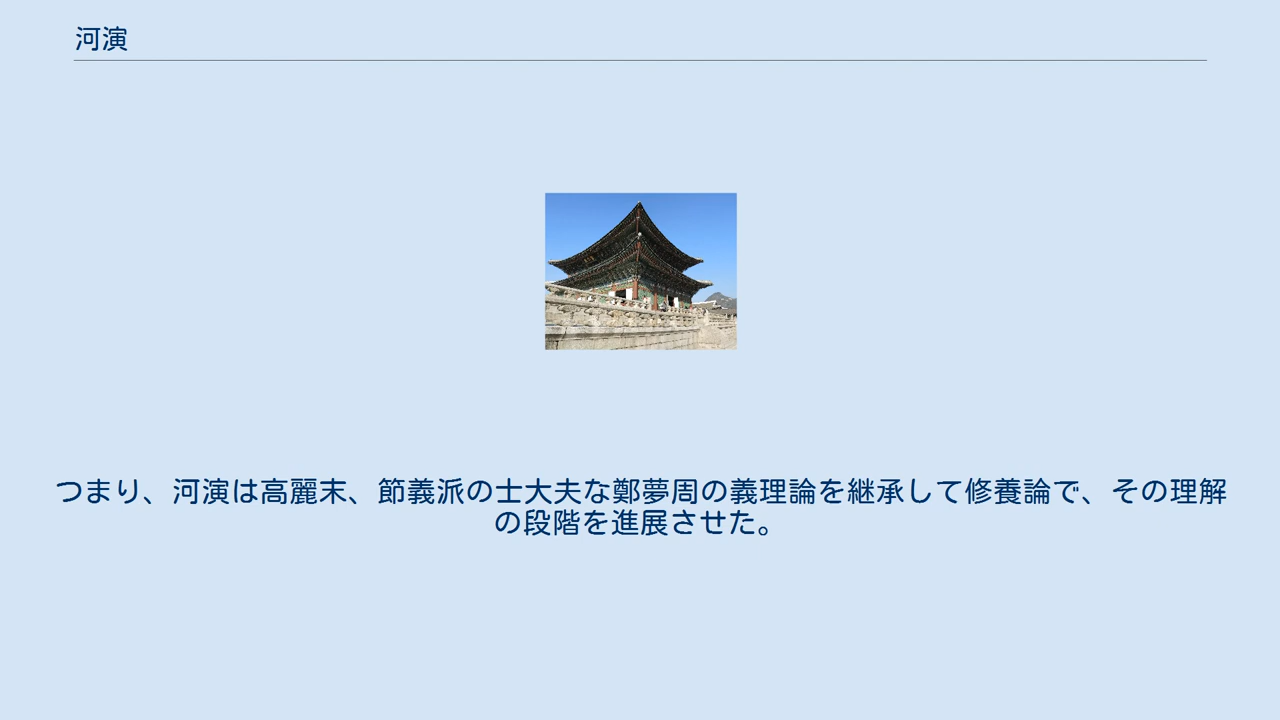 河演
つまり、河演は高麗末、節義派の士大夫な鄭夢周の義理論を継承して修養論で、その理解
の段階を進展させた。